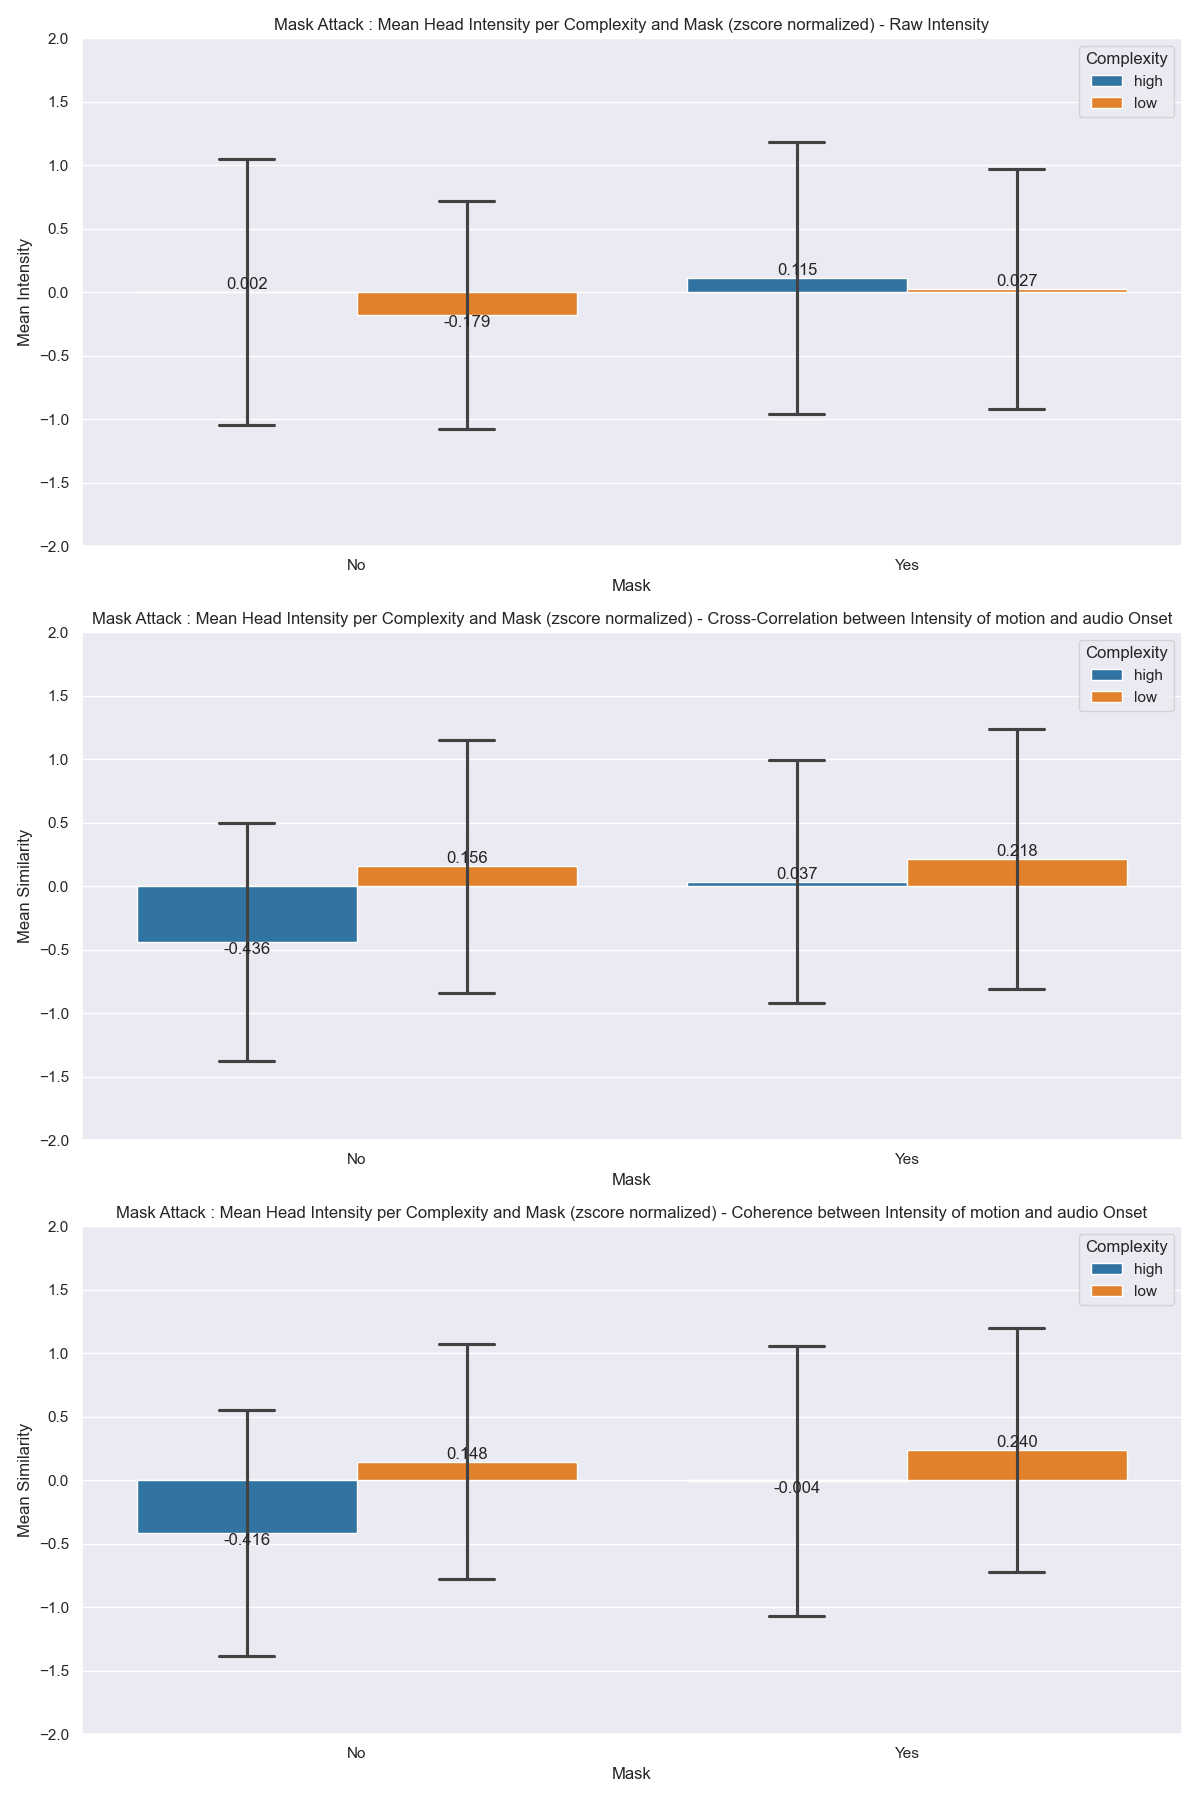 Mask Attack : Mean Head Intensity per Complexity and Mask (zscore normalized) - Raw Intensity
2.0
Complexity
high
low
1.5
1.0
0.5
0.0
−0.5
−1.0
−1.5
−2.0
Mean Intensity
0.002
-0.179
0.115
0.027
No
Yes
Mask
Mask Attack : Mean Head Intensity per Complexity and Mask (zscore normalized) - Cross-Correlation between Intensity of motion and audio Onset
2.0
Complexity
high
low
1.5
1.0
0.5
0.0
−0.5
−1.0
−1.5
−2.0
Mean Similarity
-0.436
0.156
0.037
0.218
No
Yes
Mask
Mask Attack : Mean Head Intensity per Complexity and Mask (zscore normalized) - Coherence between Intensity of motion and audio Onset
2.0
Complexity
high
low
1.5
1.0
0.5
0.0
−0.5
−1.0
−1.5
−2.0
Mean Similarity
-0.416
0.148
-0.004
0.240
No
Yes
Mask